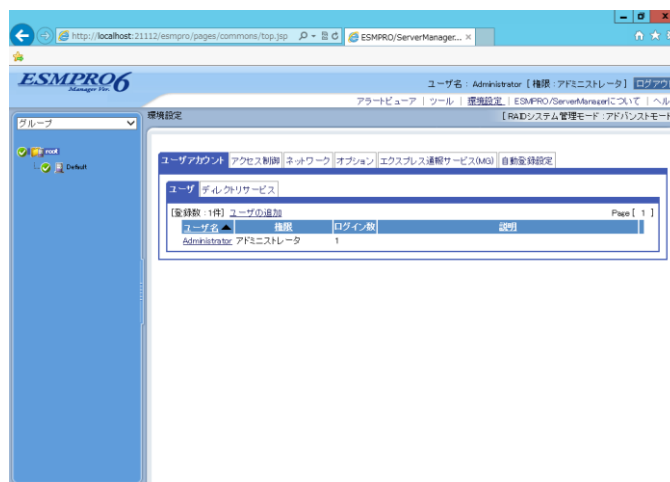 http://localhost:21112/esmpro/pages/commons/top.jsp
ESMPRO/ServerManager... ×
ESMPRO6
Manager Ver.
ユーザ名 : Administrator [ 権限 : アドミニストレータ ] ログアウ
アラートビューア | ツール | 環境設定 | ESMPRO/ServerManagerについて | ヘル
グループ
環境設定
[ RAIDシステム管理モード : アドバンストモード
root
Default
ユーザアカウント アクセス制御 ネットワーク オプション エクスプレス通報サービス(MG) 自動登録設定
ユーザ ディレクトリサービス
[登録数 : 1件] ユーザの追加 Page [ 1 ]
ユーザ名▲ 権限 ログイン数 説明
Administrator アドミニストレータ 1